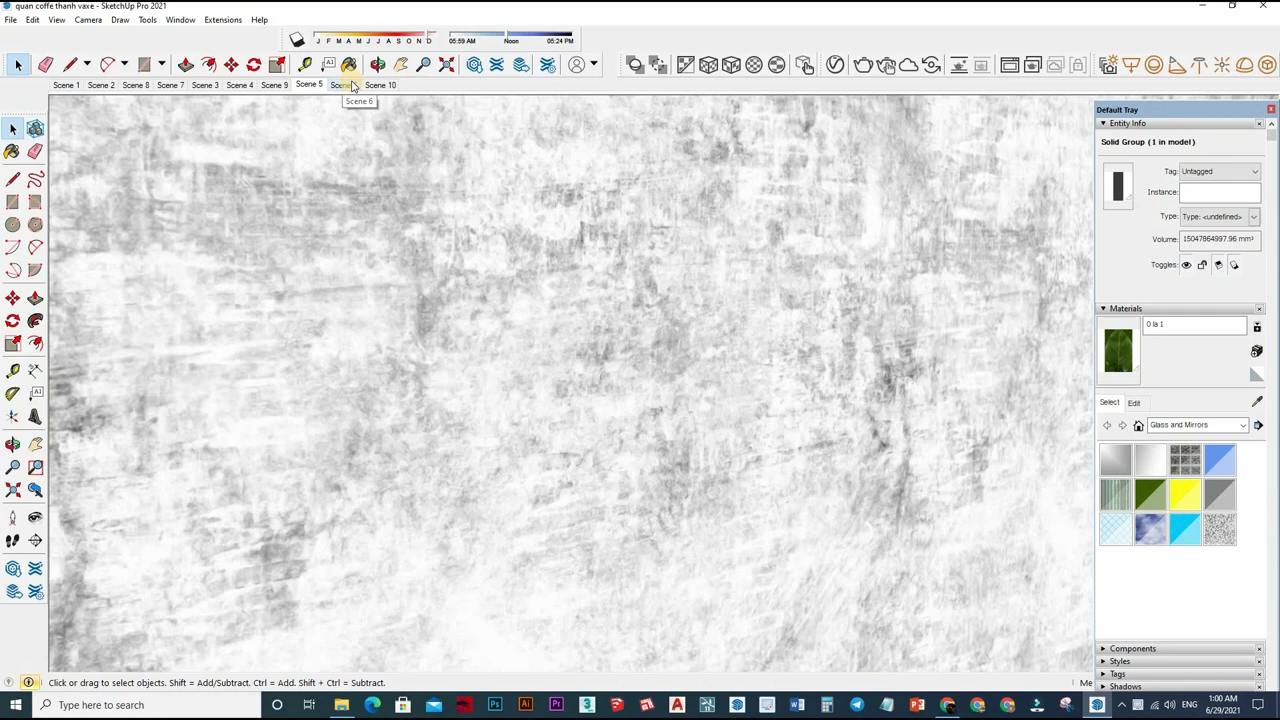 quan coffe thanh vaxe - SketchUp Pro 2021
File Edit View Camera Draw Tools Window Extensions Help
J F M A M J J A S O N D 05:59 AM Noon 05:24 PM
Scene 1 Scene 2 Scene 8 Scene 7 Scene 3 Scene 4 Scene 9 Scene 5 Scene Scene 10
Scene 6
Default Tray
Entity Info
Solid Group (1 in model)
Tag: Untagged
Instance:
Type: Type: <undefined>
Volume: 15047864997.96 mm³
Toggles:
Materials
0 la 1
Select Edit
Glass and Mirrors
Components
Styles
Tags
Shadows
Click or drag to select objects. Shift = Add/Subtract. Ctrl = Add. Shift + Ctrl = Subtract.
Me
Type here to search
ENG
1:00 AM
6/29/2021